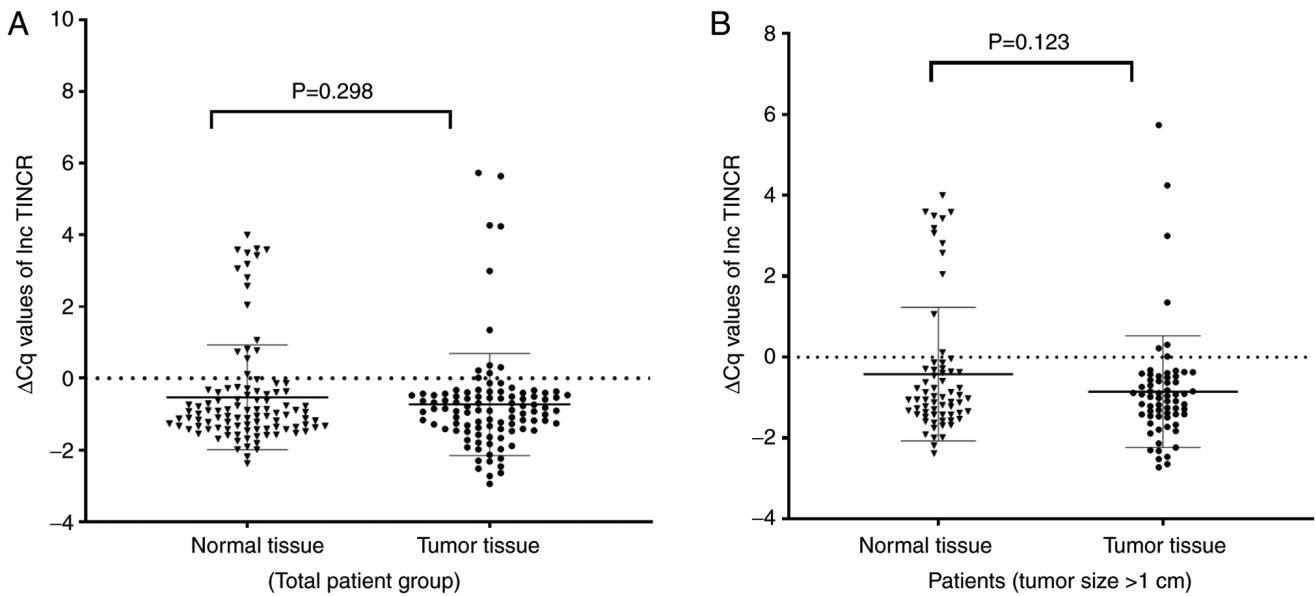 A
10
8
6
4
2
0
–2
–4
ΔCq values of lnc TINCR
P=0.298
Normal tissue
Tumor tissue
(Total patient group)
B
8
6
4
2
0
–2
–4
ΔCq values of lnc TINCR
P=0.123
Normal tissue
Tumor tissue
Patients (tumor size >1 cm)